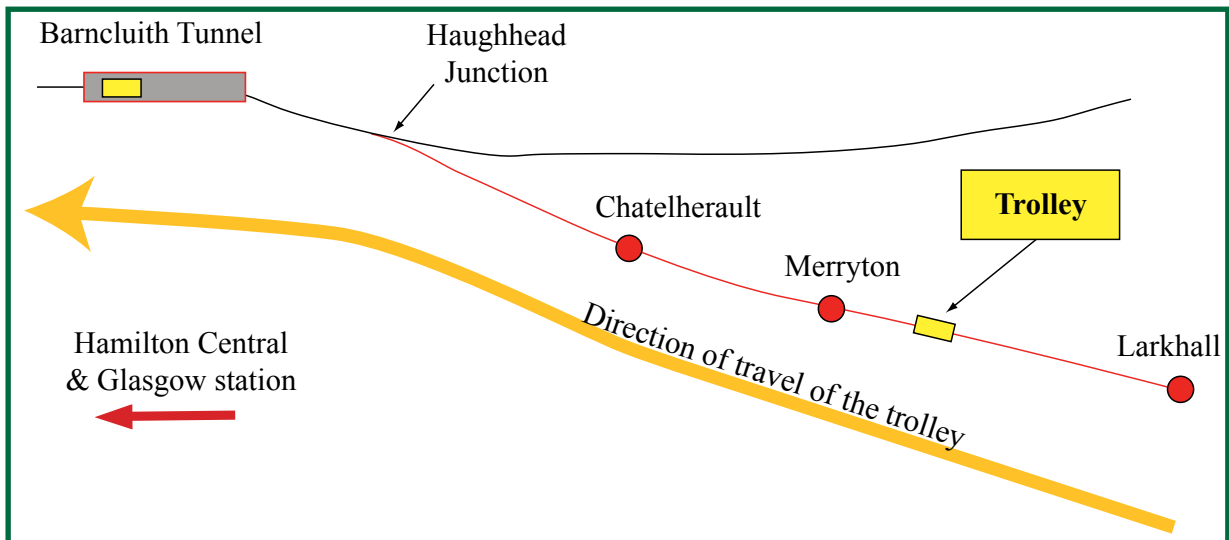 Barncluith Tunnel
Haughhead
Junction
Trolley
Chatelherault
Merryton
Larkhall
Direction of travel of the trolley
Hamilton Central
& Glasgow station